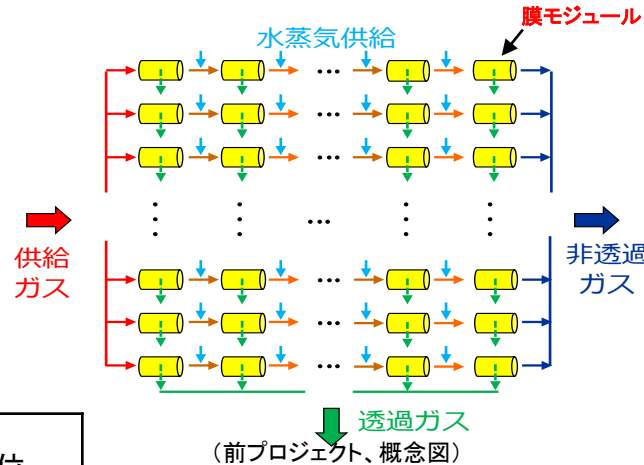 膜モジュール
水蒸気供給
供給
ガス
非透過
ガス
透過ガス
(前プロジェクト、概念図)